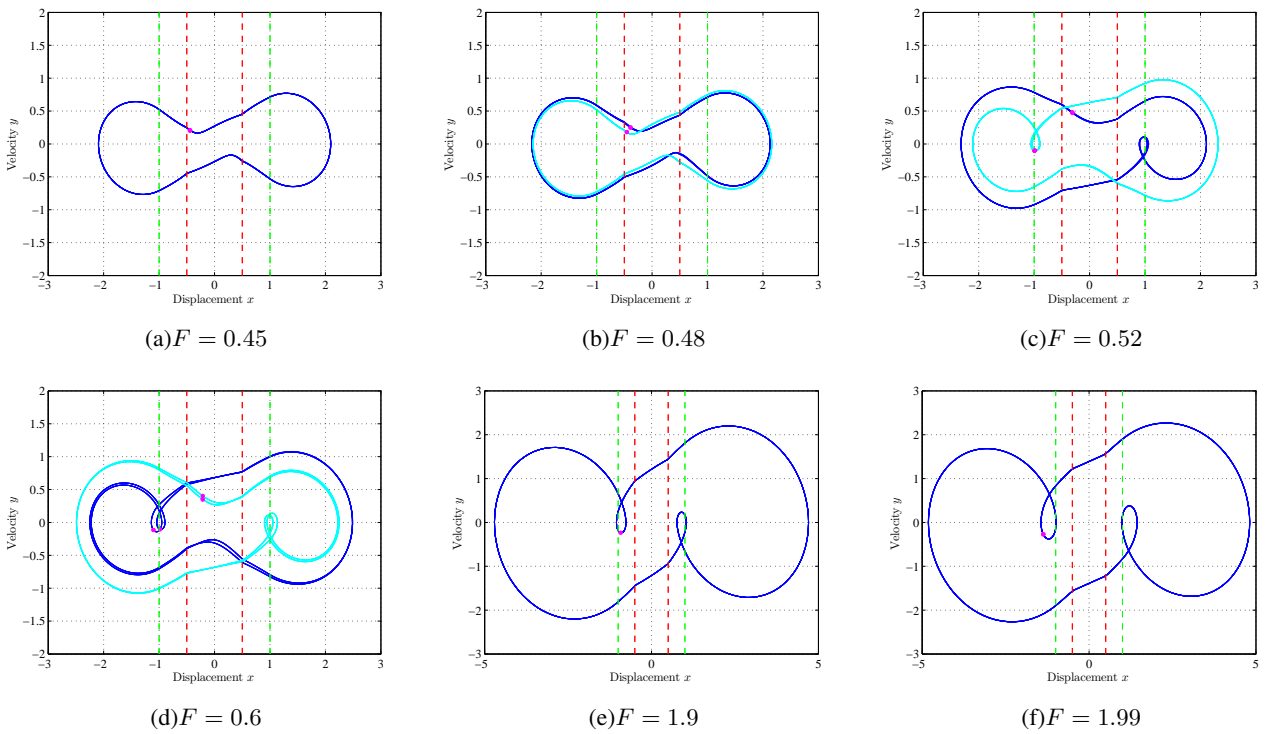 2
1.5
1
0.5
0
−0.5
−1
−1.5
−2
−3 −2 −1 0 1 2 3
Velocity y
Displacement x
(a)F = 0.45
2
1.5
1
0.5
0
−0.5
−1
−1.5
−2
−3 −2 −1 0 1 2 3
Velocity y
Displacement x
(b)F = 0.48
2
1.5
1
0.5
0
−0.5
−1
−1.5
−2
−3 −2 −1 0 1 2 3
Velocity y
Displacement x
(c)F = 0.52
2
1.5
1
0.5
0
−0.5
−1
−1.5
−2
−3 −2 −1 0 1 2 3
Velocity y
Displacement x
(d)F = 0.6
3
2
1
0
−1
−2
−3
−5 0 5
Velocity y
Displacement x
(e)F = 1.9
3
2
1
0
−1
−2
−3
−5 0 5
Velocity y
Displacement x
(f)F = 1.99